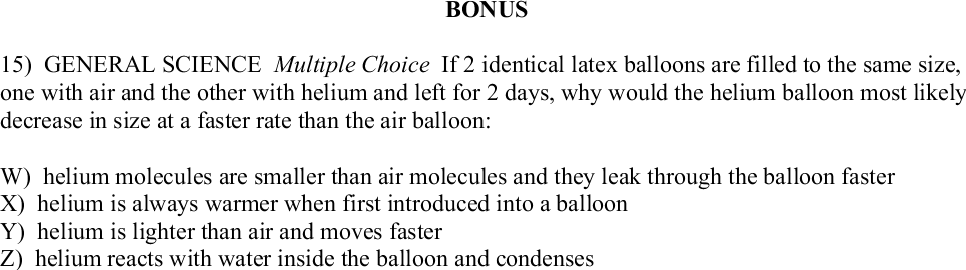 BONUS
15) GENERAL SCIENCE Multiple Choice If 2 identical latex balloons are filled to the same size,
one with air and the other with helium and left for 2 days, why would the helium balloon most likely
decrease in size at a faster rate than the air balloon:
W) helium molecules are smaller than air molecules and they leak through the balloon faster
X) helium is always warmer when first introduced into a balloon
Y) helium is lighter than air and moves faster
Z) helium reacts with water inside the balloon and condenses